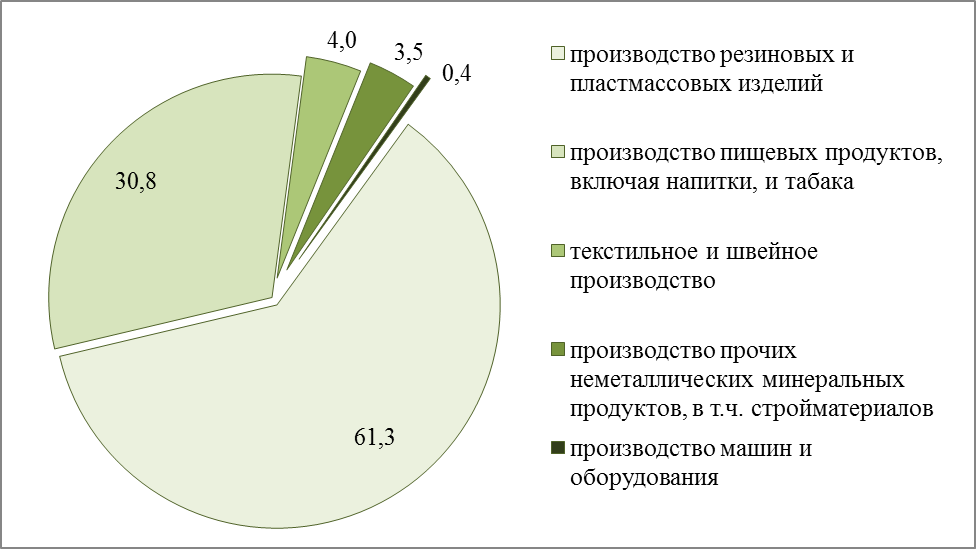 4,0
3,5
0,4
30,8
61,3
производство резиновых и
пластмассовых изделий
производство пищевых продуктов,
включая напитки, и табака
текстильное и швейное
производство
производство прочих
неметаллических минеральных
продуктов, в т.ч. стройматериалов
производство машин и
оборудования